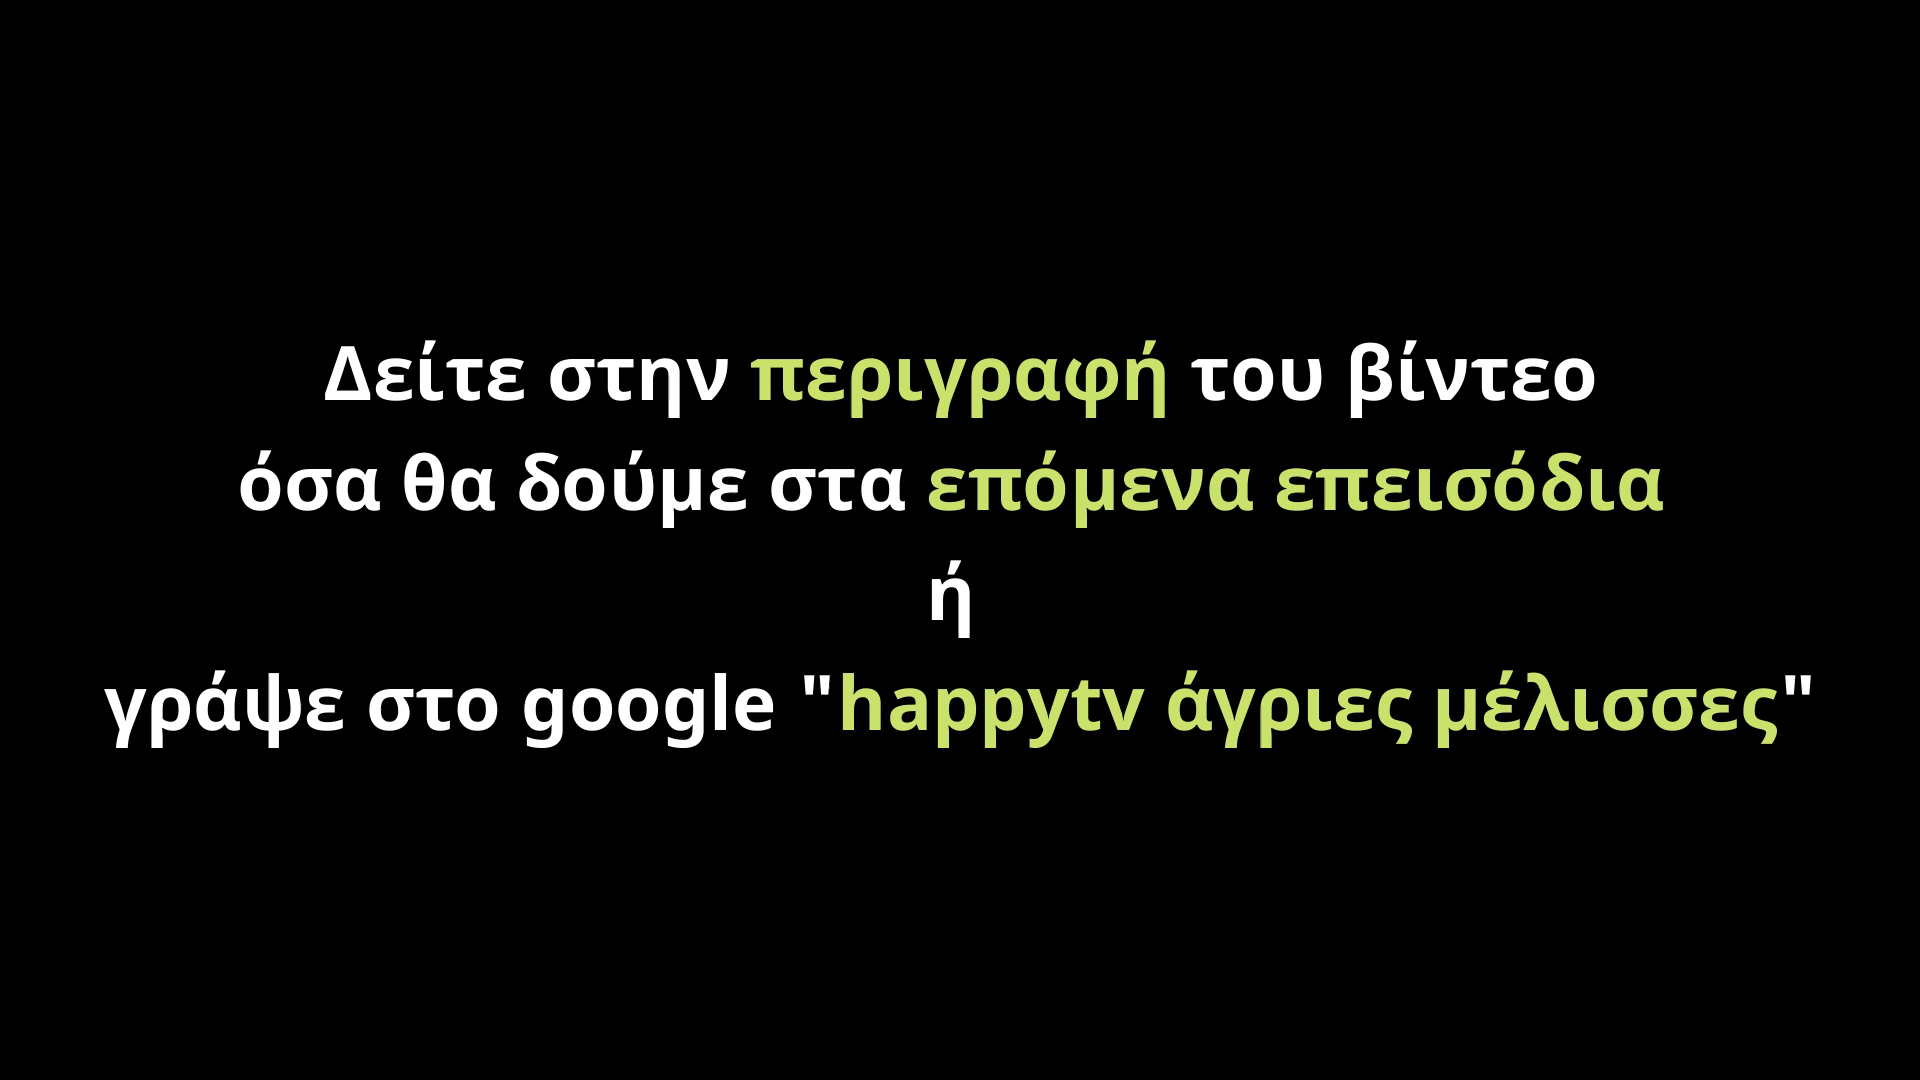 Δείτε στην περιγραφή του βίντεο
όσα θα δούμε στα επόμενα επεισόδια
ή
γράψε στο google "happytv άγριες μέλισσες"